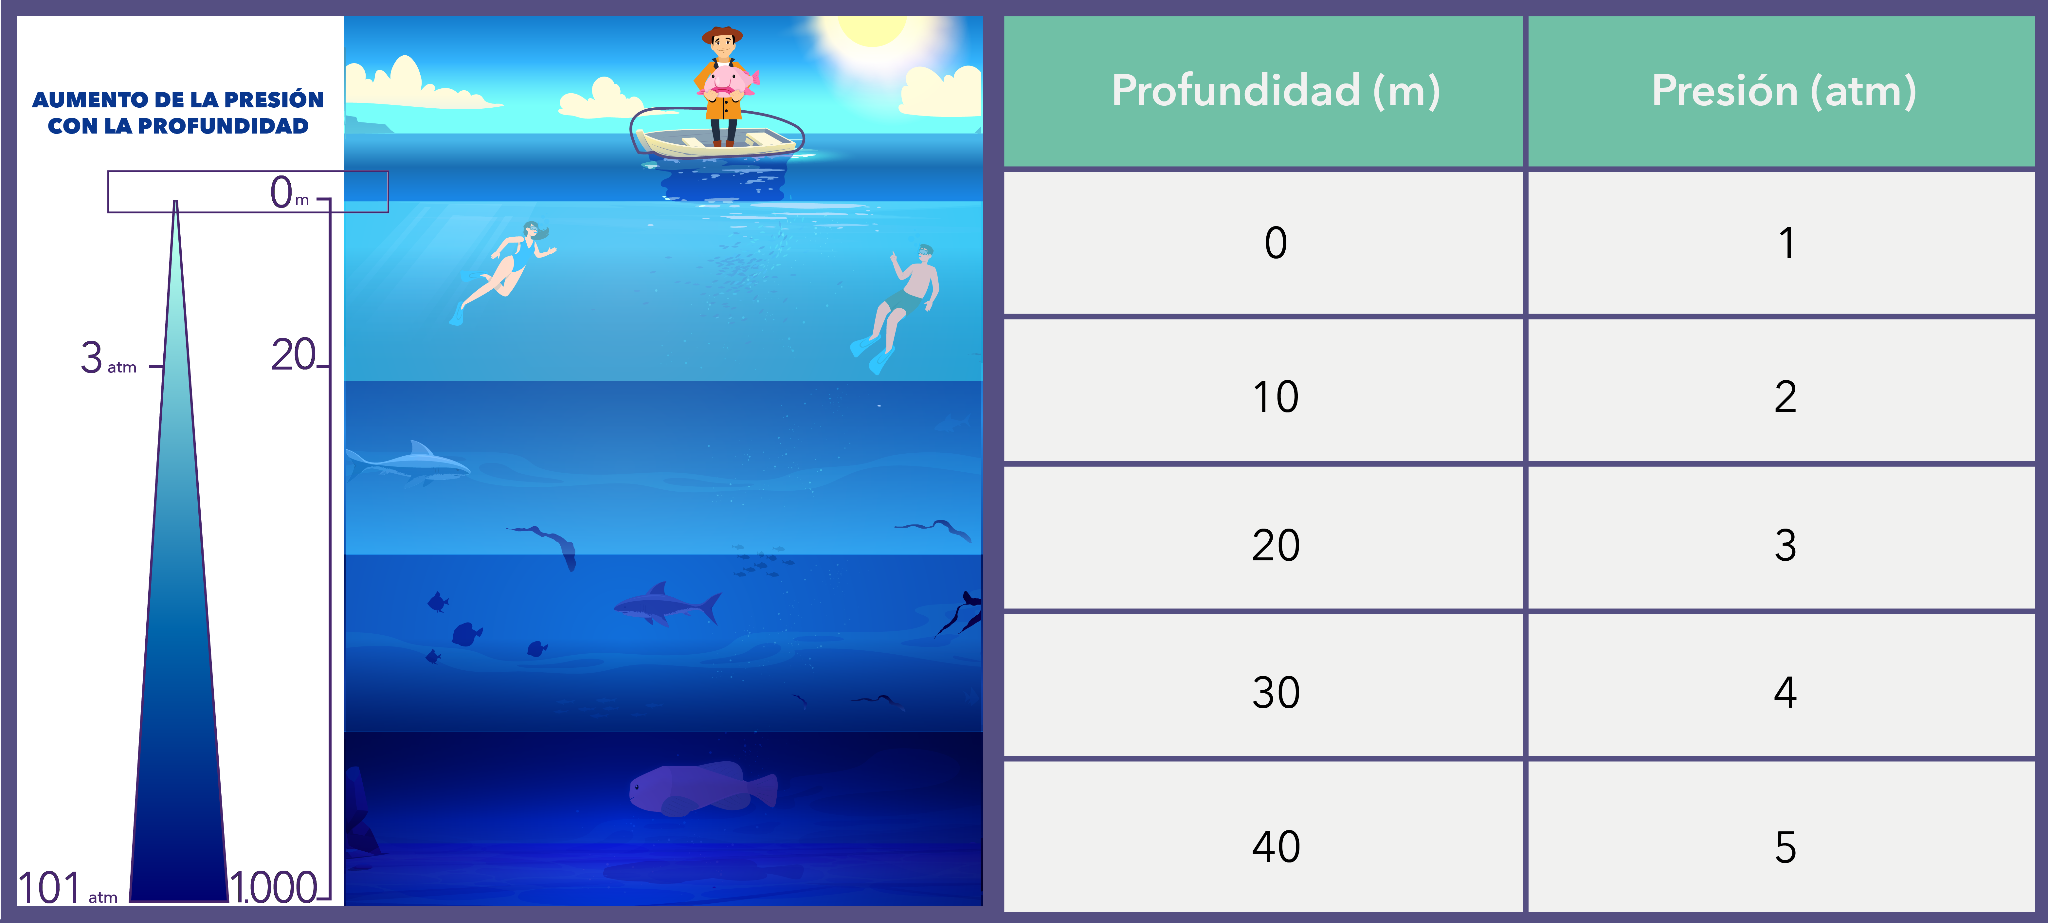 AUMENTO DE LA PRESIÓN
CON LA PROFUNDIDAD
0 m
3 atm
20
101 atm
1.000
Profundidad (m) Presión (atm)
0 1
10 2
20 3
30 4
40 5